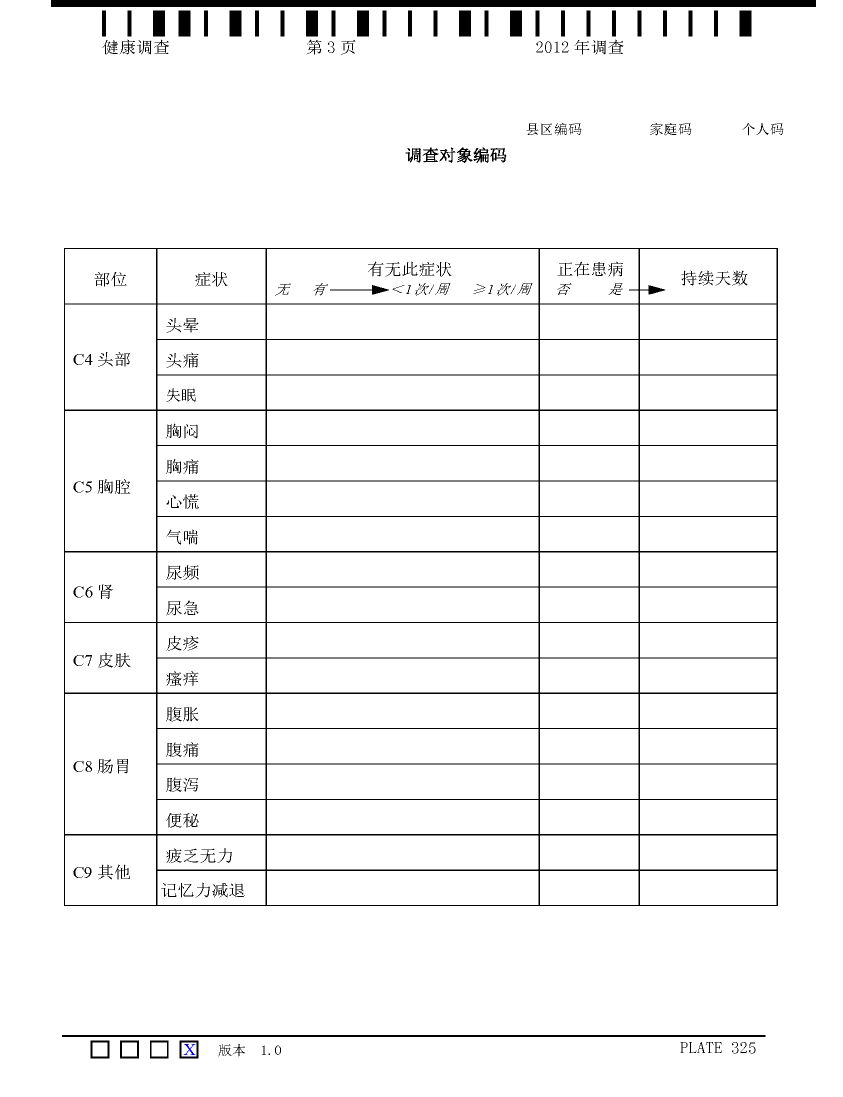 健康调查 第 3 页 2012 年调查
县区编码 家庭码 个人码
调查对象编码
部位 症状 有无此症状 正在患病 持续天数
无 有 <1次/周 ≥1次/周 否 是
C4 头部 头晕
头痛
失眠
C5 胸腔 胸闷
胸痛
心慌
气喘
C6 肾 尿频
尿急
C7 皮肤 皮疹
瘙痒
C8 肠胃 腹胀
腹痛
腹泻
便秘
C9 其他 疲乏无力
记忆力减退
X 版本 1.0 PLATE 325